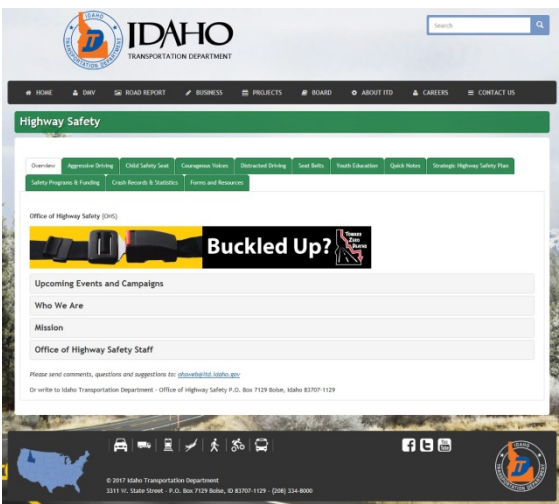 IDAHO
TRANSPORTATION DEPARTMENT
IDAHO
TRANSPORTATION DEPARTMENT
Search
HOME DMV ROAD REPORT BUSINESS PROJECTS BOARD ABOUT ITD CAREERS CONTACT US
Highway Safety
Overview Aggressive Driving Child Safety Seat Courageous Voices Distracted Driving Seat Belts Youth Education Quick Notes Strategic Highway Safety Plan
Safety Programs & Funding Crash Records & Statistics Forms and Resources
Office of Highway Safety (OHS)
Buckled Up?
TOWARD
ZERO
DEATHS
Upcoming Events and Campaigns
Who We Are
Mission
Office of Highway Safety Staff
Please send comments, questions and suggestions to: ohsweb@itd.idaho.gov
Or write to Idaho Transportation Department - Office of Highway Safety P.O. Box 7129 Boise, Idaho 83707-1129
© 2017 Idaho Transportation Department
3311 W. State Street - P.O. Box 7129 Boise, ID 83707-1129 - (208) 334-8000
IDAHO